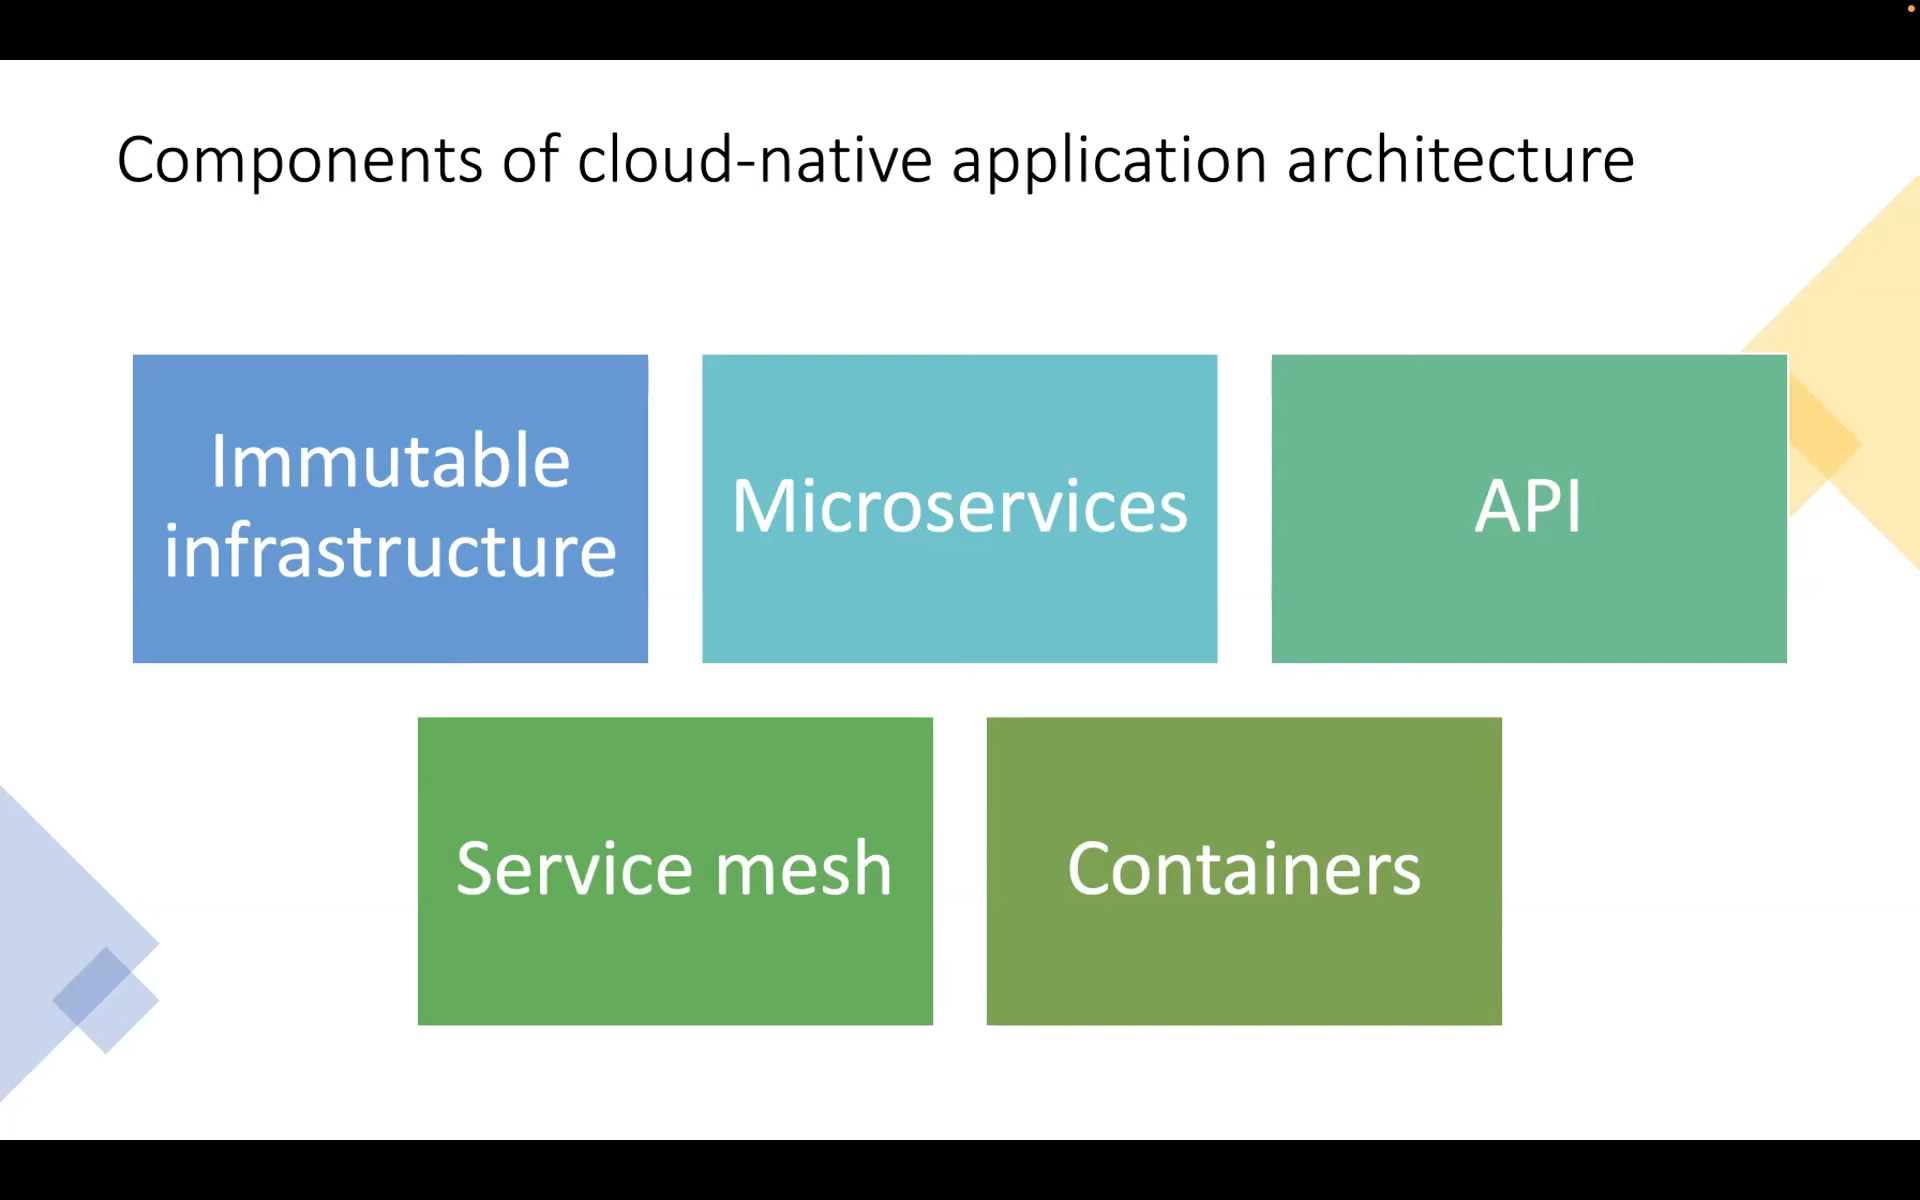 Components of cloud-native application architecture
Immutable
infrastructure
Microservices
API
Service mesh
Containers